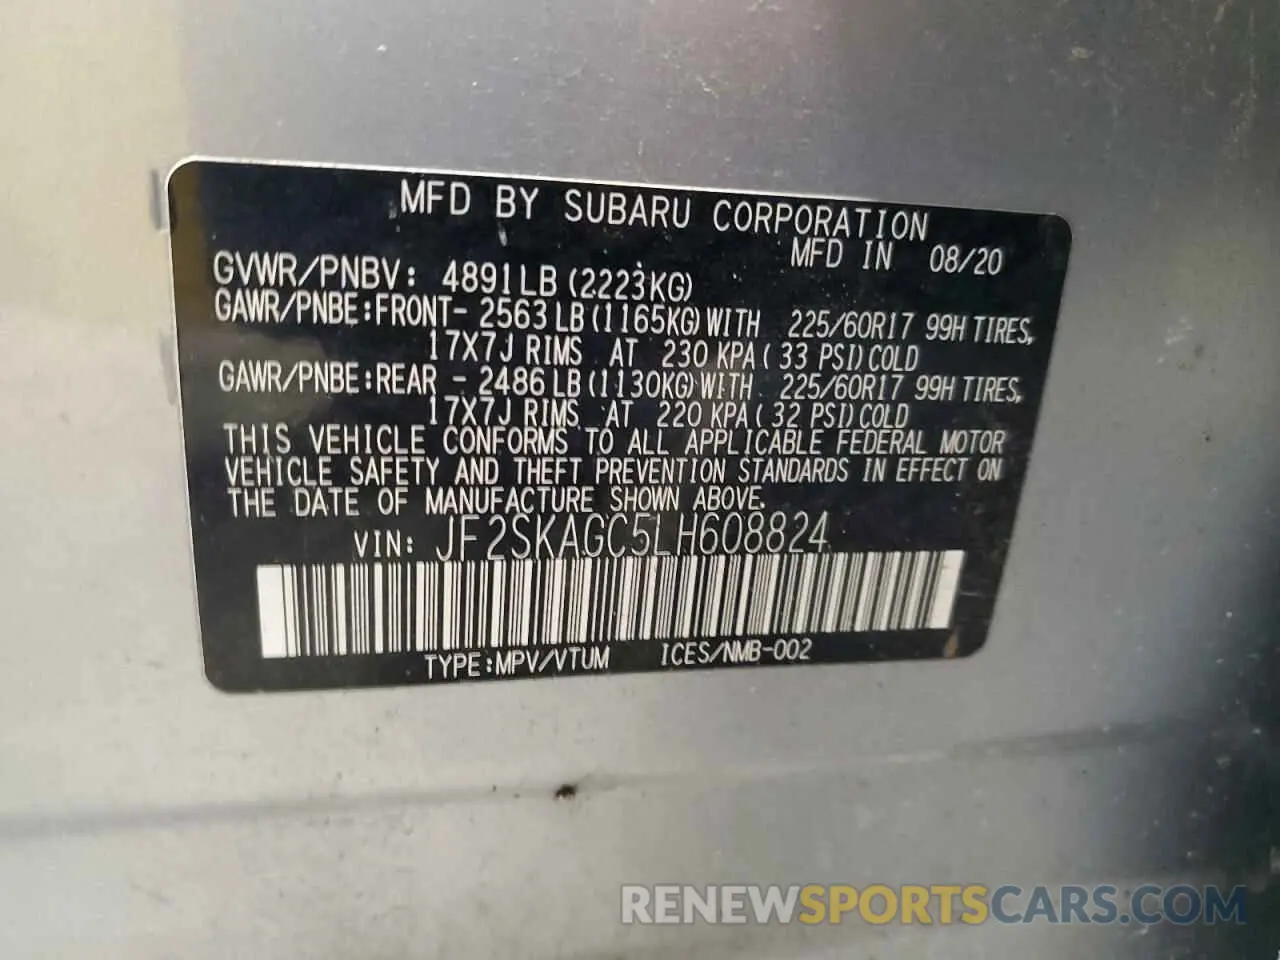 MFD BY SUBARU CORPORATION
MFD IN 08/20
GVWR/PNBV: 4891LB (2223KG)
GAWR/PNBE:FRONT- 2563 LB (1165KG) WITH 225/60R17 99H TIRES,
17X7J RIMS AT 230 KPA ( 33 PSI) COLD
GAWR/PNBE:REAR - 2486 LB (1130KG) WITH 225/60R17 99H TIRES,
17X7J RIMS AT 220 KPA ( 32 PSI) COLD
THIS VEHICLE CONFORMS TO ALL APPLICABLE FEDERAL MOTOR
VEHICLE SAFETY AND THEFT PREVENTION STANDARDS IN EFFECT ON
THE DATE OF MANUFACTURE SHOWN ABOVE.
VIN: JF2SKAGC5LH608824
TYPE:MPV/VTUM ICES/NMB-002
RENEWSPORTSCARS.COM